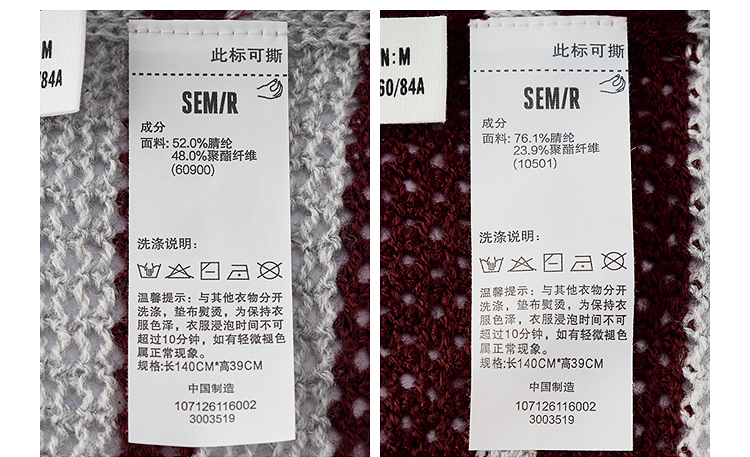 M
/84A
此标可撕
SEM/R
成分
面料: 52.0%腈纶
48.0%聚酯纤维
(60900)
洗涤说明:
温馨提示: 与其他衣物分开
洗涤, 垫布熨烫, 为保持衣
服色泽, 衣服浸泡时间不可
超过10分钟, 如有轻微褪色
属正常现象。
规格:长140CM*高39CM
中国制造
107126116002
3003519
N:M
60/84A
此标可撕
SEM/R
成分
面料: 76.1%腈纶
23.9%聚酯纤维
(10501)
洗涤说明:
温馨提示: 与其他衣物分开
洗涤, 垫布熨烫, 为保持衣
服色泽, 衣服浸泡时间不可
超过10分钟, 如有轻微褪色
属正常现象。
规格:长140CM*高39CM
中国制造
107126116002
3003519